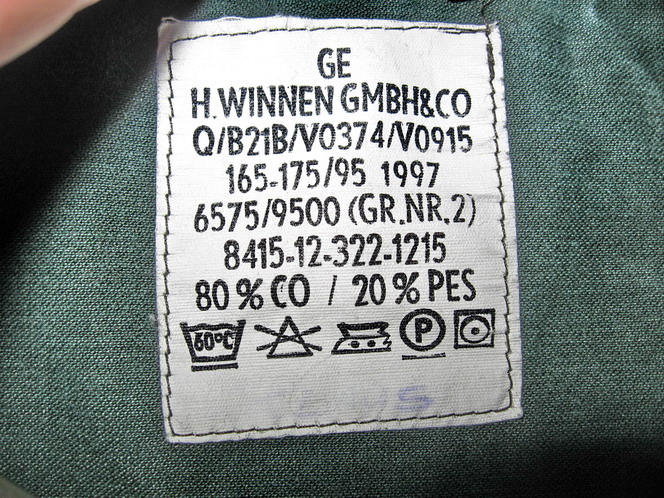 GE
H.WINNEN GMBH&CO
Q/B21B/V0374/V0915
165-175/95 1997
6575/9500 (GR.NR.2)
8415-12-322-1215
80% CO / 20% PES
60°C P